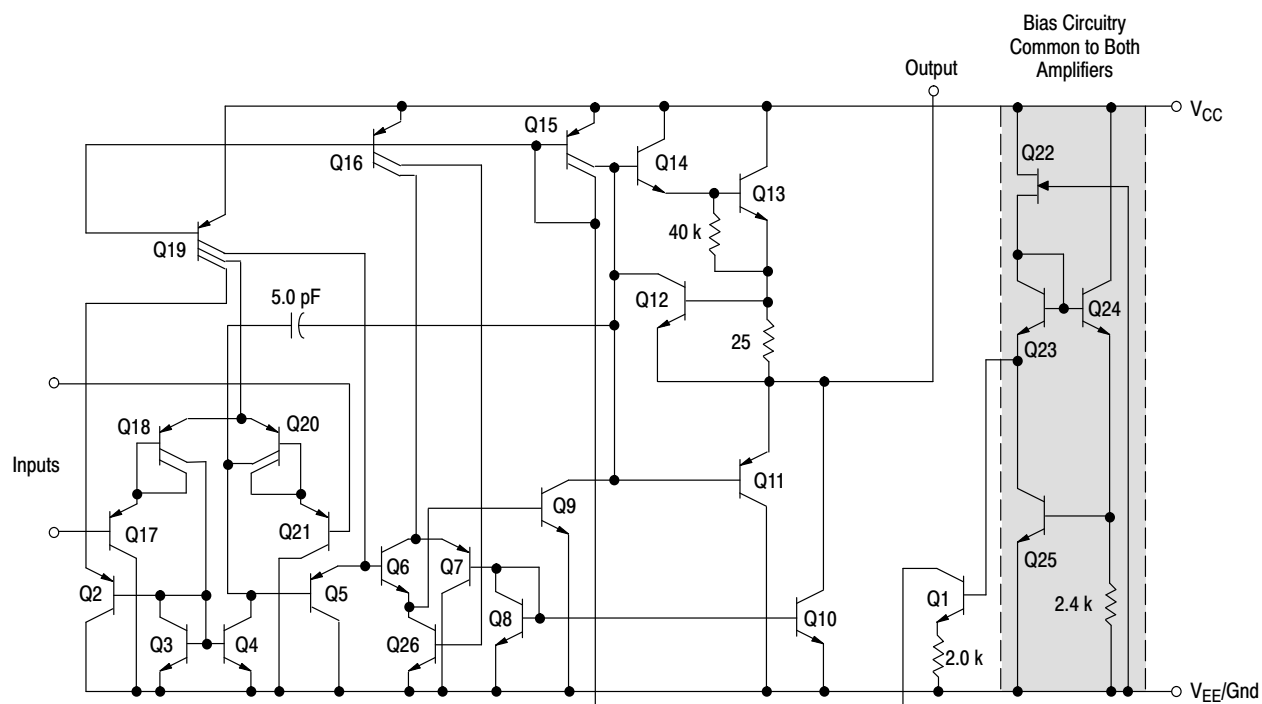 Bias Circuitry
Common to Both
Amplifiers
Output
V_CC
Q15
Q16
Q14
Q22
Q13
Q19
40 k
5.0 pF
Q12
Q24
25
Q23
Q18
Q20
Inputs
Q11
Q9
Q17
Q21
Q25
Q2
Q5
Q6
Q7
Q1
2.4 k
Q3
Q4
Q26
Q8
Q10
2.0 k
V_EE/Gnd